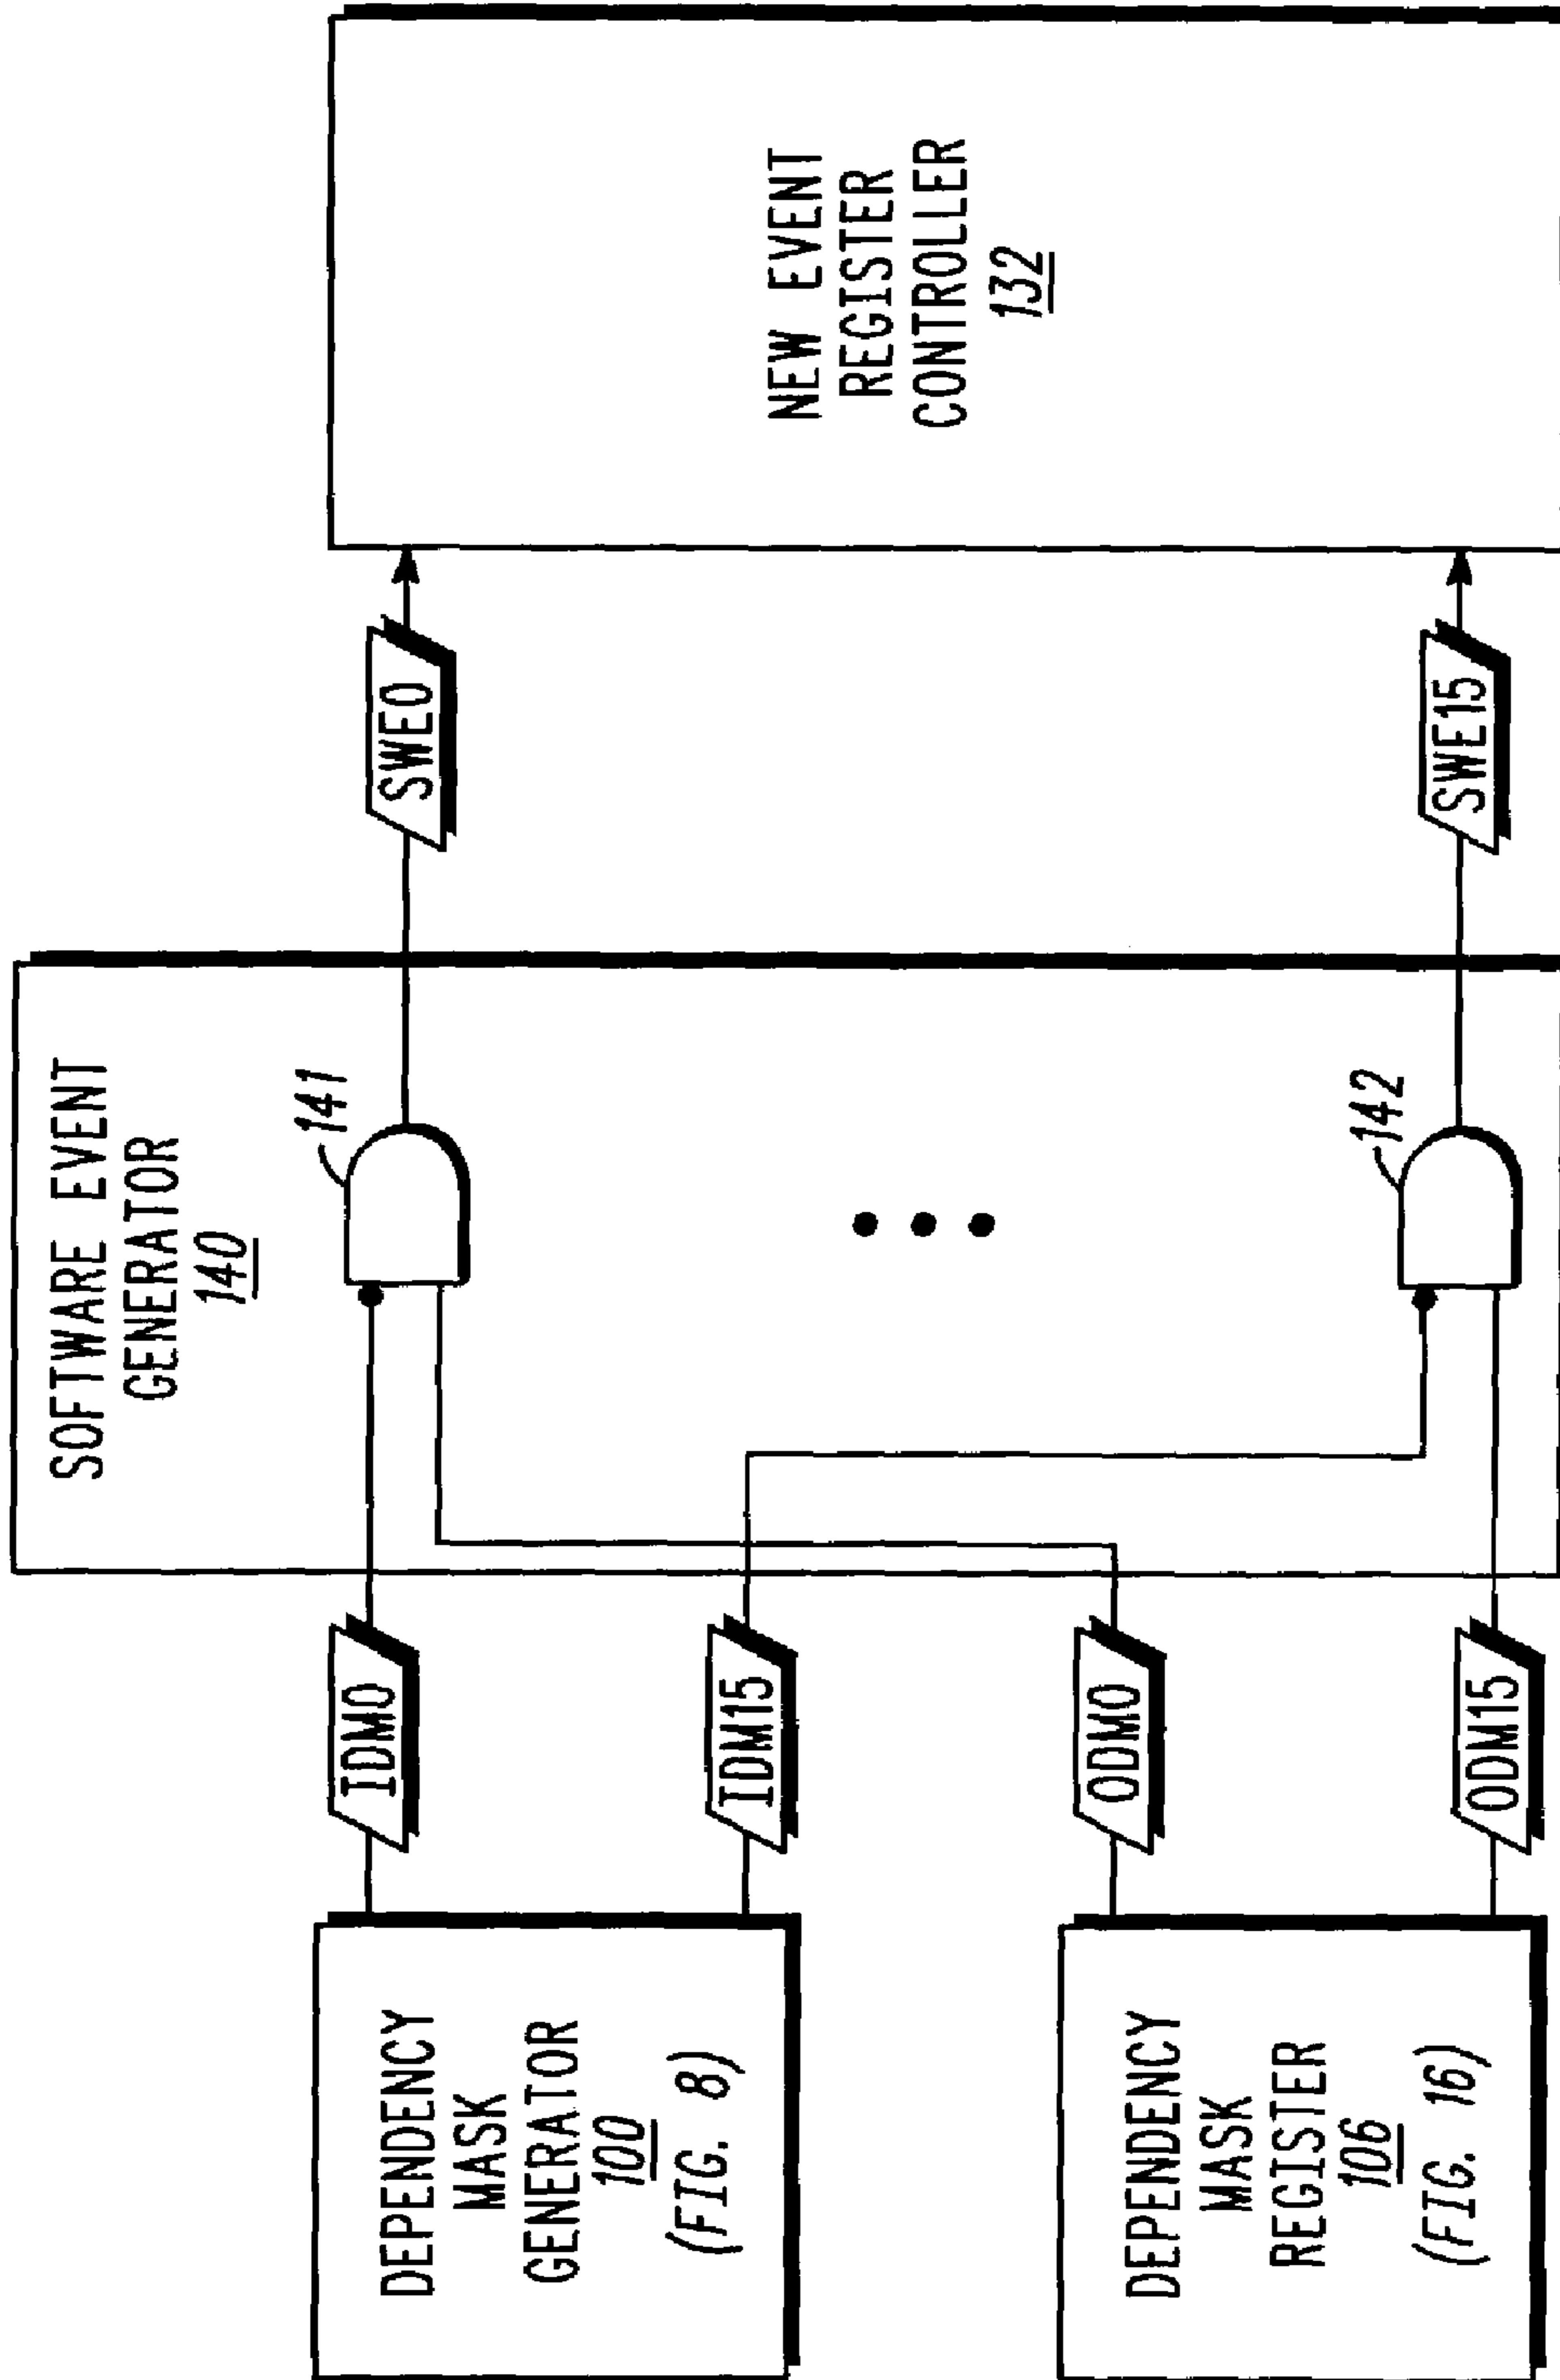 DEPENDENCY
MASK
GENERATOR
100
(FIG. 8)
DEPENDENCY
MASK
REGISTER
106
(FIG. 16)
IDM0
IDM15
ODM0
ODM15
SOFTWARE EVENT
GENERATOR
140
141
142
SWE0
SWE15
NEW EVENT
REGISTER
CONTROLLER
132